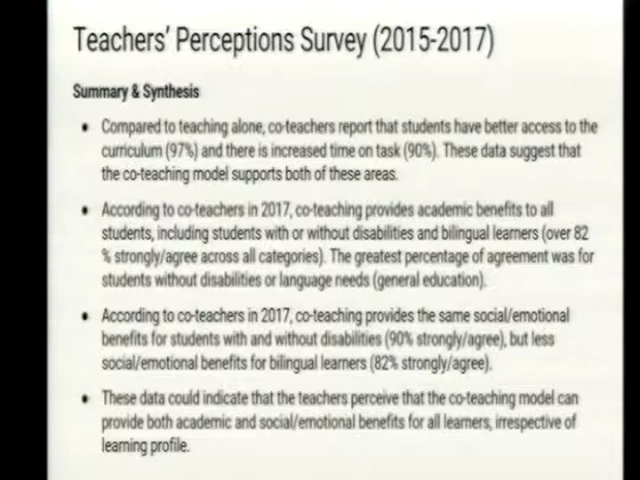 Teachers' Perceptions Survey (2015-2017)
Summary & Synthesis
• Compared to teaching alone, co-teachers report that students have better access to the
curriculum (97%) and there is increased time on task (90%). These data suggest that
the co-teaching model supports both of these areas.
• According to co-teachers in 2017, co-teaching provides academic benefits to all
students, including students with or without disabilities and bilingual learners (over 82
% strongly/agree across all categories). The greatest percentage of agreement was for
students without disabilities or language needs (general education).
• According to co-teachers in 2017, co-teaching provides the same social/emotional
benefits for students with and without disabilities (90% strongly/agree), but less
social/emotional benefits for bilingual learners (82% strongly/agree).
• These data could indicate that the teachers perceive that the co-teaching model can
provide both academic and social/emotional benefits for all learners, irrespective of
learning profile.